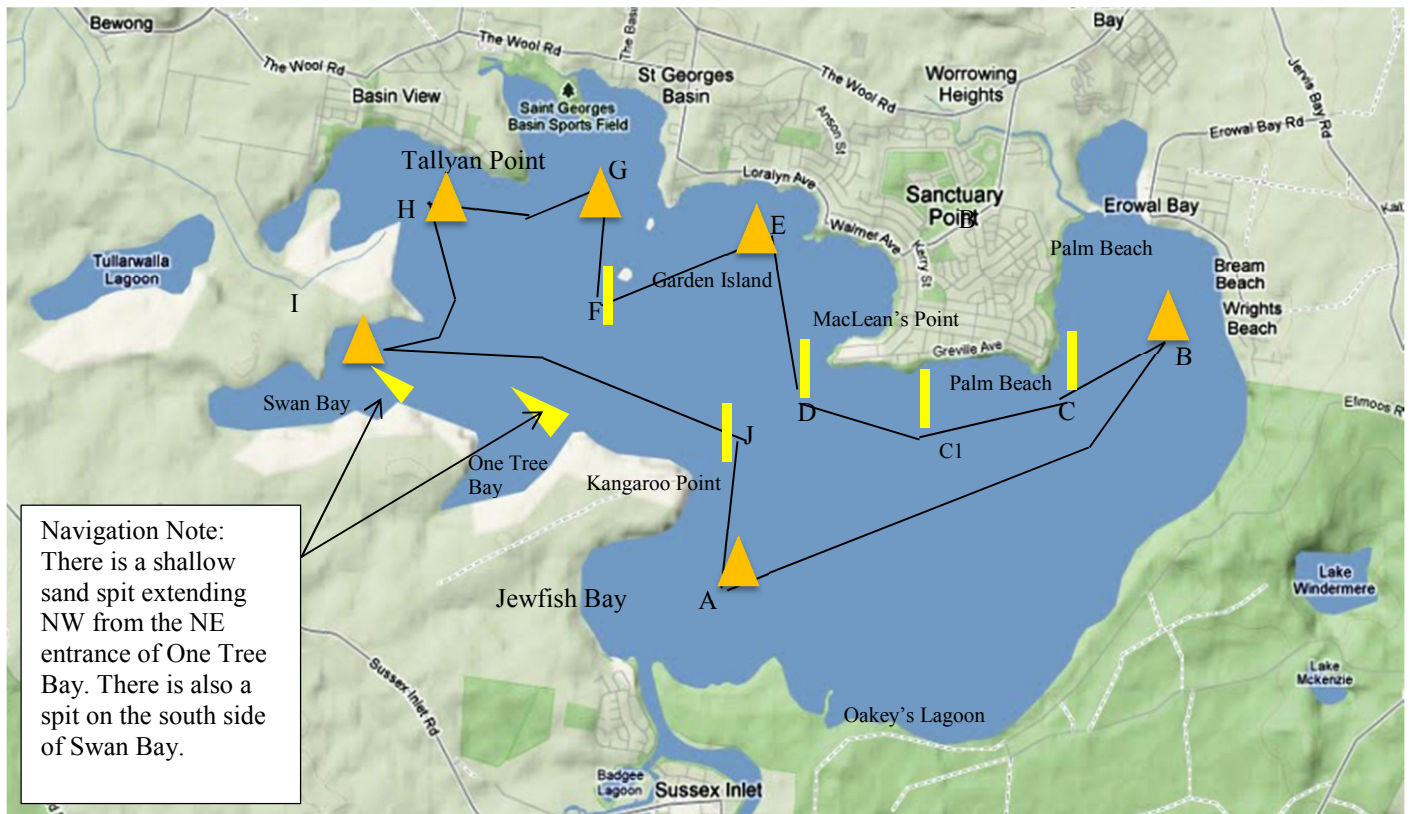 Bewong
The Wool Rd
The Wool Rd
The Basi
Bay
Basin View
Saint Georges
Basin Sports Field
St Georges
Basin
The Wool Rd
Worrowing
Heights
Jervis Bay Rd
Anson St
Erowal Bay Rd
Tallyan Point
G
Loralyn Ave
Sanctuary
Point
B
H
E
Walmer Ave
Kerry St
Erowal Bay
Palm Beach
Tullarwalla
Lagoon
Garden Island
Bream
Beach
I
F
MacLean's Point
Wrights
Beach
Greville Ave
B
Swan Bay
Palm Beach
D
C
J
C1
One Tree
Bay
Kangaroo Point
Navigation Note:
There is a shallow
sand spit extending
NW from the NE
entrance of One Tree
Bay. There is also a
spit on the south side
of Swan Bay.
Jewfish Bay
A
Lake
Windermere
Sussex Inlet Rd
Lake
Mckenzie
Oakey's Lagoon
Badgee
Lagoon
Sussex Inlet